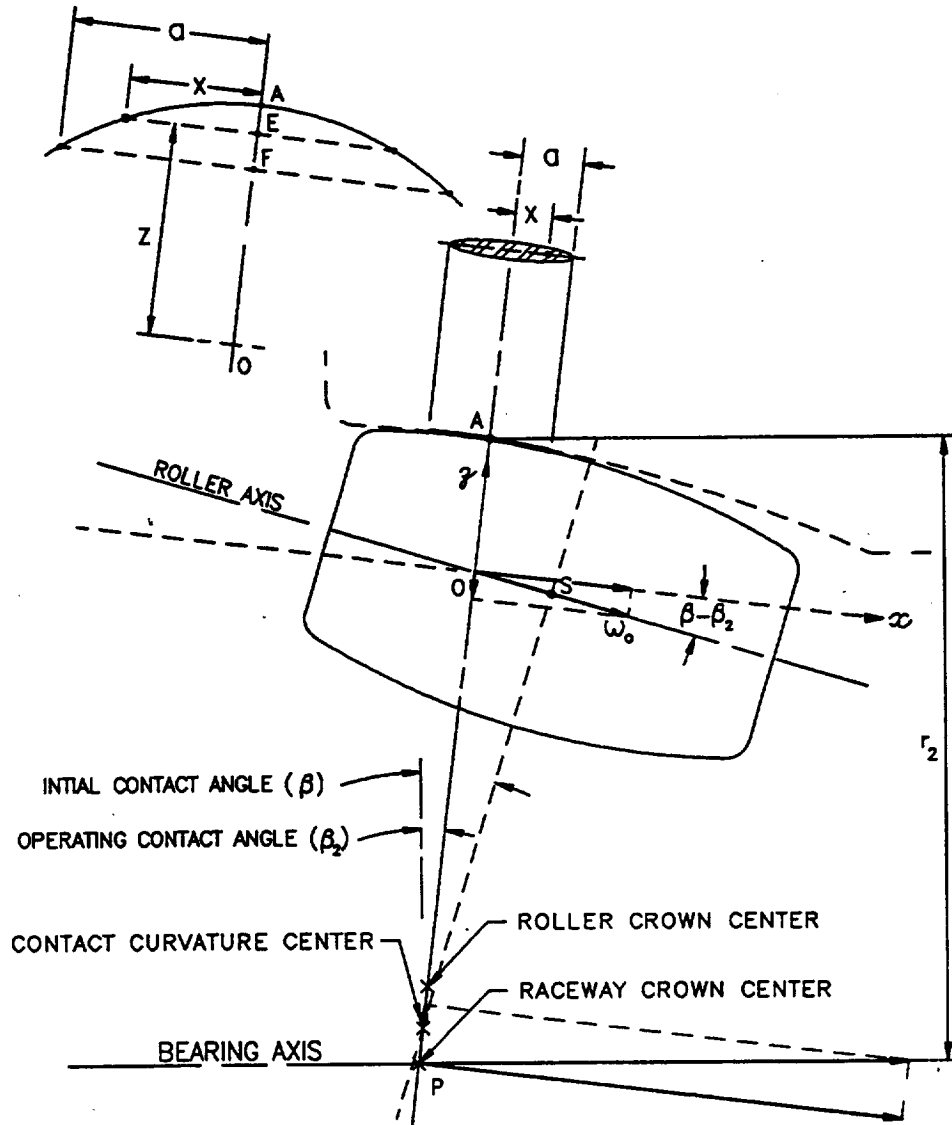 a
X
A
E
F
Z
O
a
X
A
z
ROLLER AXIS
O
S
ω₀
β-β₂
x
r₂
INTIAL CONTACT ANGLE (β)
OPERATING CONTACT ANGLE (β₂)
ROLLER CROWN CENTER
CONTACT CURVATURE CENTER
RACEWAY CROWN CENTER
BEARING AXIS
P